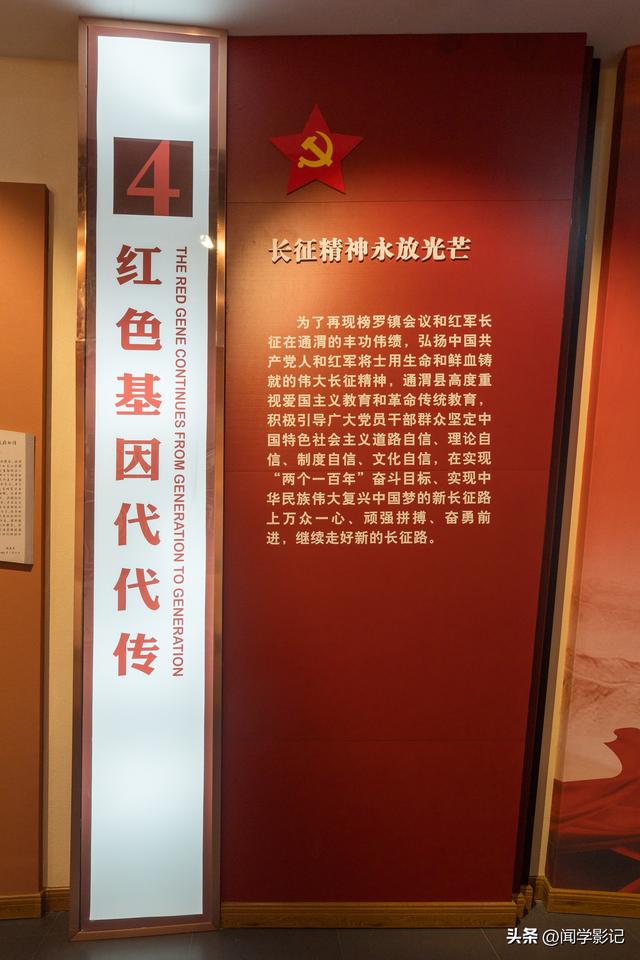 4
红色基因代代传
THE RED GENE CONTINUES FROM GENERATION TO GENERATION
长征精神永放光芒
为了再现榜罗镇会议和红军长
征在通渭的丰功伟绩，弘扬中国共
产党人和红军将士用生命和鲜血铸
就的伟大长征精神，通渭县高度重
视爱国主义教育和革命传统教育，
积极引导广大党员干部群众坚定中
国特色社会主义道路自信、理论自
信、制度自信、文化自信，在实现
“两个一百年”奋斗目标、实现中
华民族伟大复兴中国梦的新长征路
上万众一心、顽强拼搏、奋勇前
进，继续走好新的长征路。
头条 @闻学影记